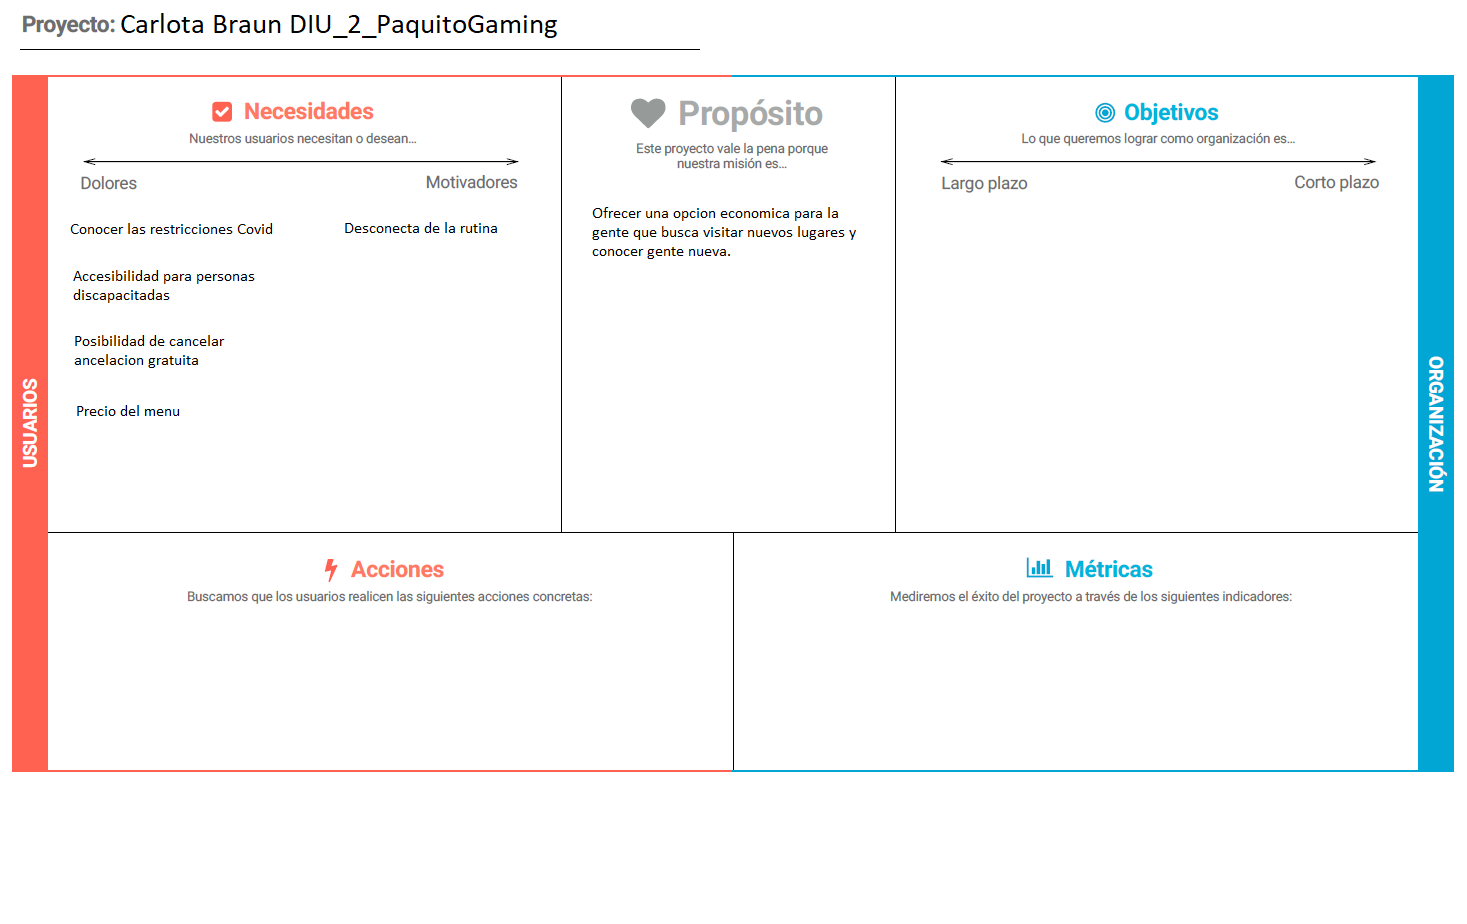 Proyecto: Carlota Braun DIU_2_PaquitoGaming
USUARIOS
Necesidades
Nuestros usuarios necesitan o desean...
Dolores
Motivadores
Conocer las restricciones Covid
Desconecta de la rutina
Accesibilidad para personas
discapacitadas
Posibilidad de cancelar
ancelacion gratuita
Precio del menu
Propósito
Este proyecto vale la pena porque
nuestra misión es...
Ofrecer una opcion economica para la
gente que busca visitar nuevos lugares y
conocer gente nueva.
Objetivos
Lo que queremos lograr como organización es...
Largo plazo
Corto plazo
ORGANIZACIÓN
Acciones
Buscamos que los usuarios realicen las siguientes acciones concretas:
Métricas
Mediremos el éxito del proyecto a través de los siguientes indicadores: